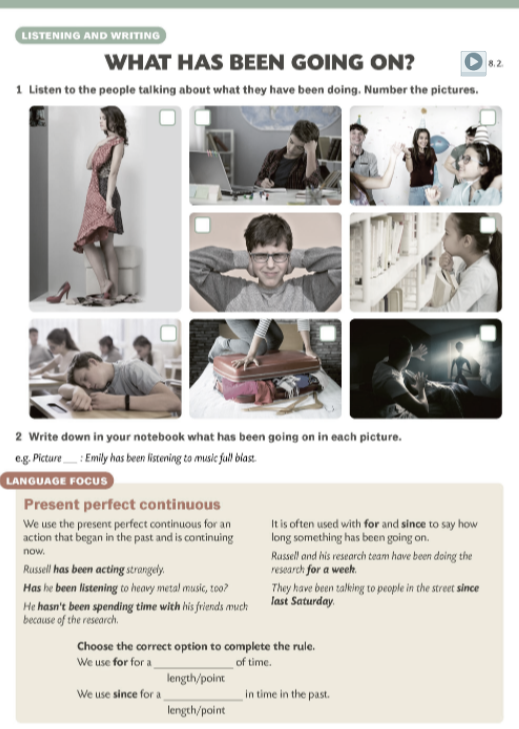 LISTENING AND WRITING
WHAT HAS BEEN GOING ON?
8.2.
1 Listen to the people talking about what they have been doing. Number the pictures.
2 Write down in your notebook what has been going on in each picture.
e.g. Picture ___ : Emily has been listening to music full blast.
LANGUAGE FOCUS
Present perfect continuous
We use the present perfect continuous for an
action that began in the past and is continuing
now.
Russell has been acting strangely.
Has he been listening to heavy metal music, too?
He hasn't been spending time with his friends much
because of the research.
It is often used with for and since to say how
long something has been going on.
Russell and his research team have been doing the
research for a week.
They have been talking to people in the street since
last Saturday.
Choose the correct option to complete the rule.
We use for for a ______________ of time.
length/point
We use since for a ______________ in time in the past.
length/point